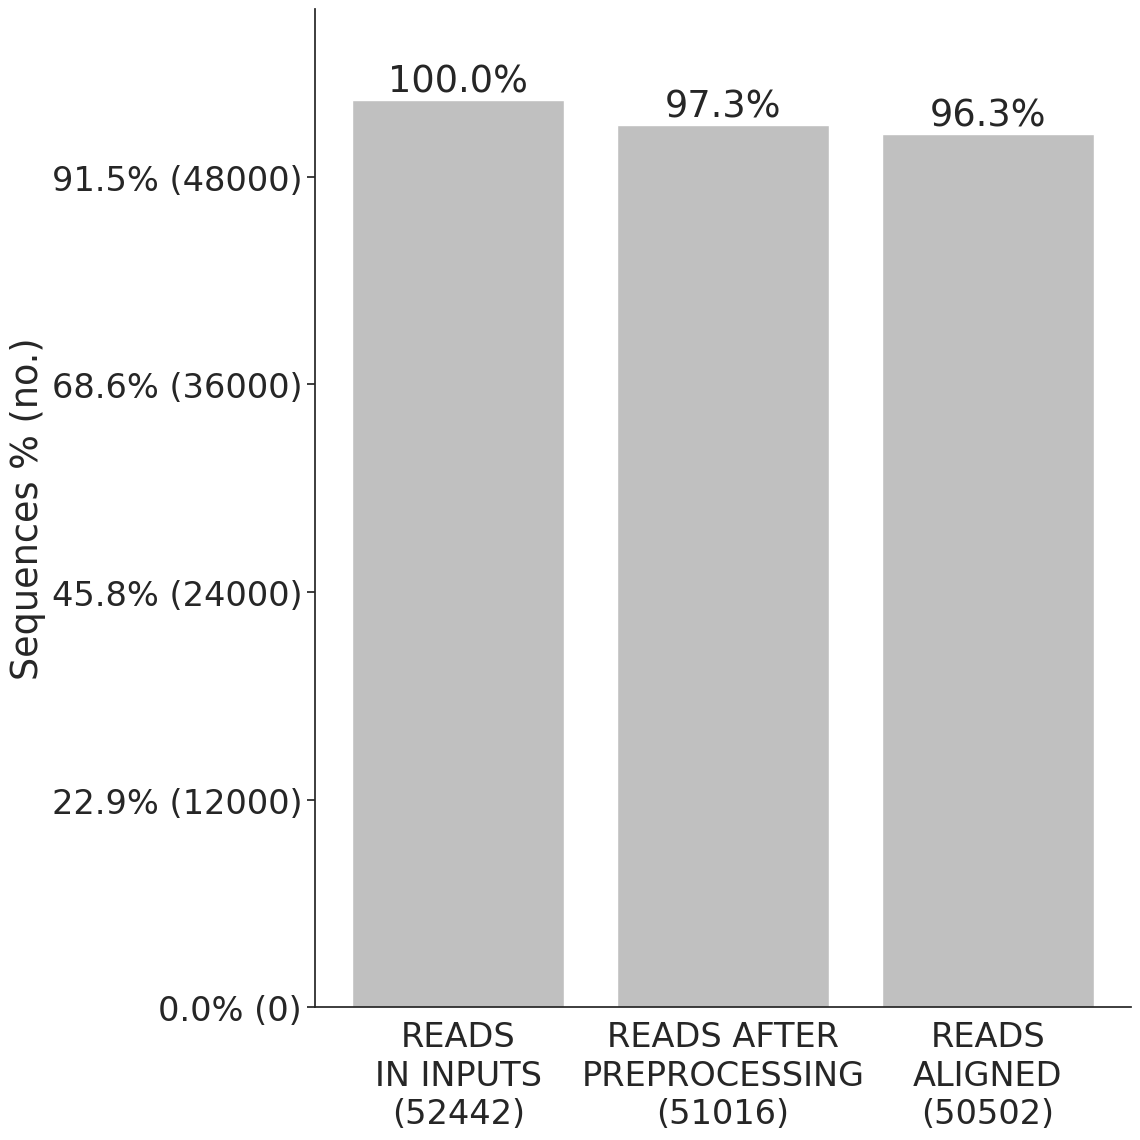 100.0%
97.3%
96.3%
91.5% (48000)
68.6% (36000)
45.8% (24000)
22.9% (12000)
0.0% (0)
Sequences % (no.)
READS
IN INPUTS
(52442)
READS AFTER
PREPROCESSING
(51016)
READS
ALIGNED
(50502)